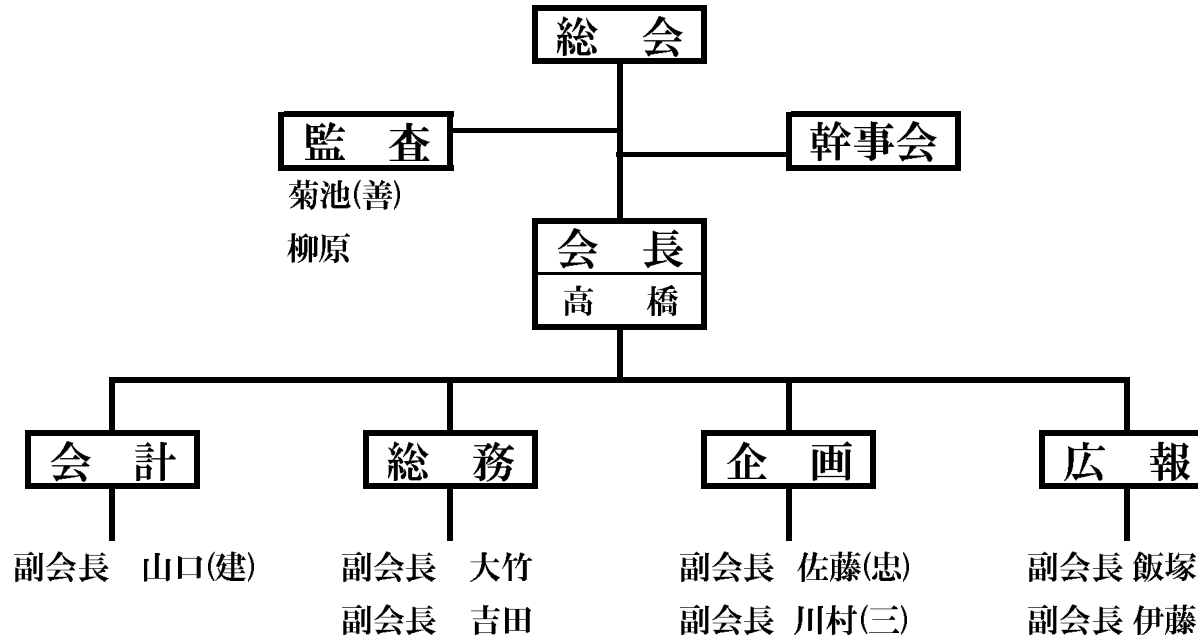 総　会
監　査
幹事会
菊池(善)
柳原
会　長
高　橋
会　計
総　務
企　画
広　報
副会長　山口(建)
副会長　大竹
副会長　佐藤(忠)
副会長 飯塚
副会長　吉田
副会長　川村(三)
副会長 伊藤